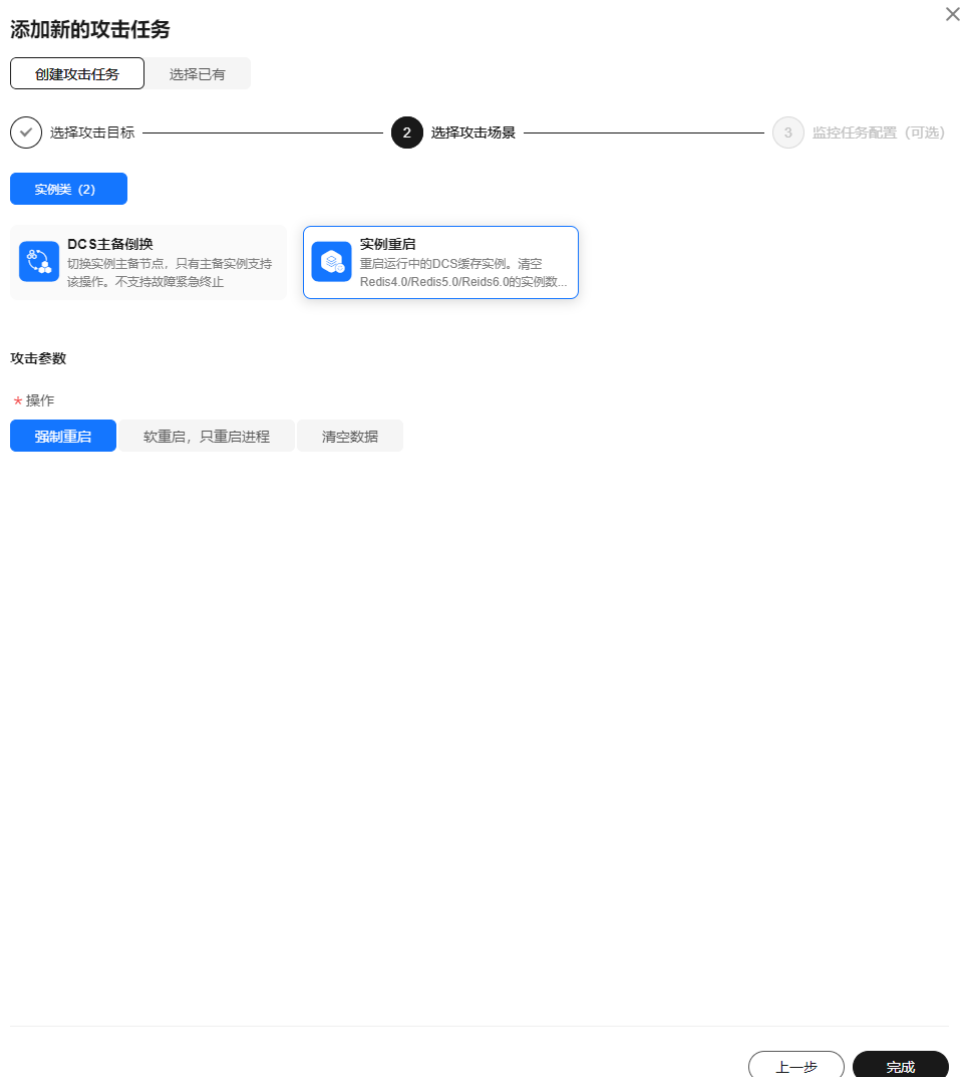 添加新的攻击任务
创建攻击任务 选择已有
选择攻击目标 2 选择攻击场景 3 监控任务配置（可选）
实例类（2）
DCS主备倒换
切换实例主备节点，只有主备实例支持
该操作。不支持故障紧急终止
实例重启
重启运行中的DCS缓存实例。清空
Redis4.0/Redis5.0/Reids6.0的实例数...
攻击参数
* 操作
强制重启 软重启，只重启进程 清空数据
上一步 完成